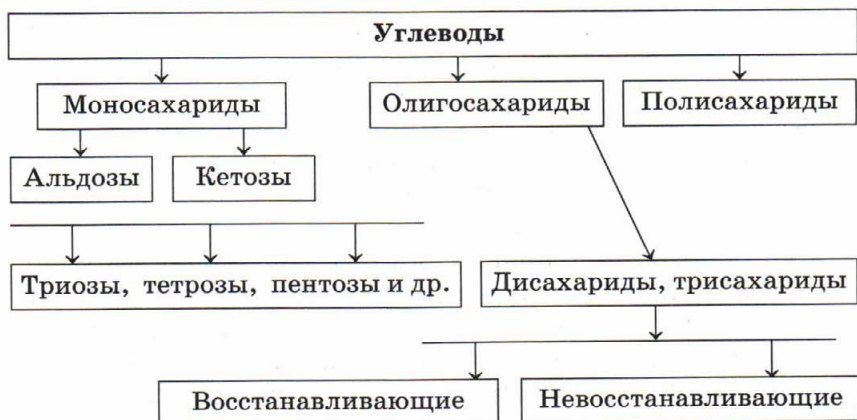 Углеводы
Моносахариды
Олигосахариды
Полисахариды
Альдозы
Кетозы
Триозы, тетрозы, пентозы и др.
Дисахариды, трисахариды
Восстанавливающие
Невосстанавливающие